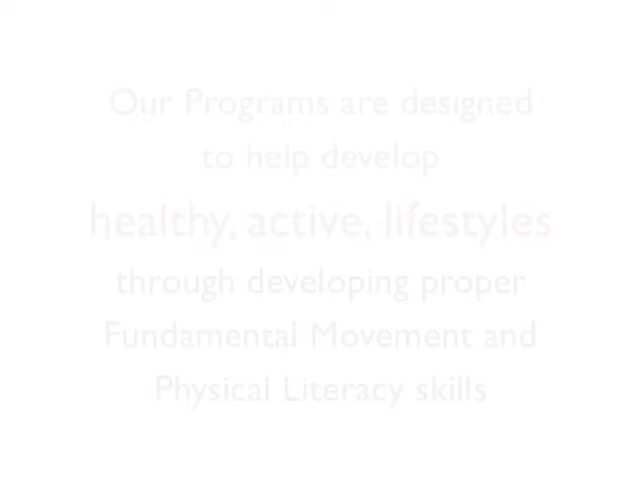 Our Programs are designed
to help develop
healthy, active, lifestyles
through developing proper
Fundamental Movement and
Physical Literacy skills